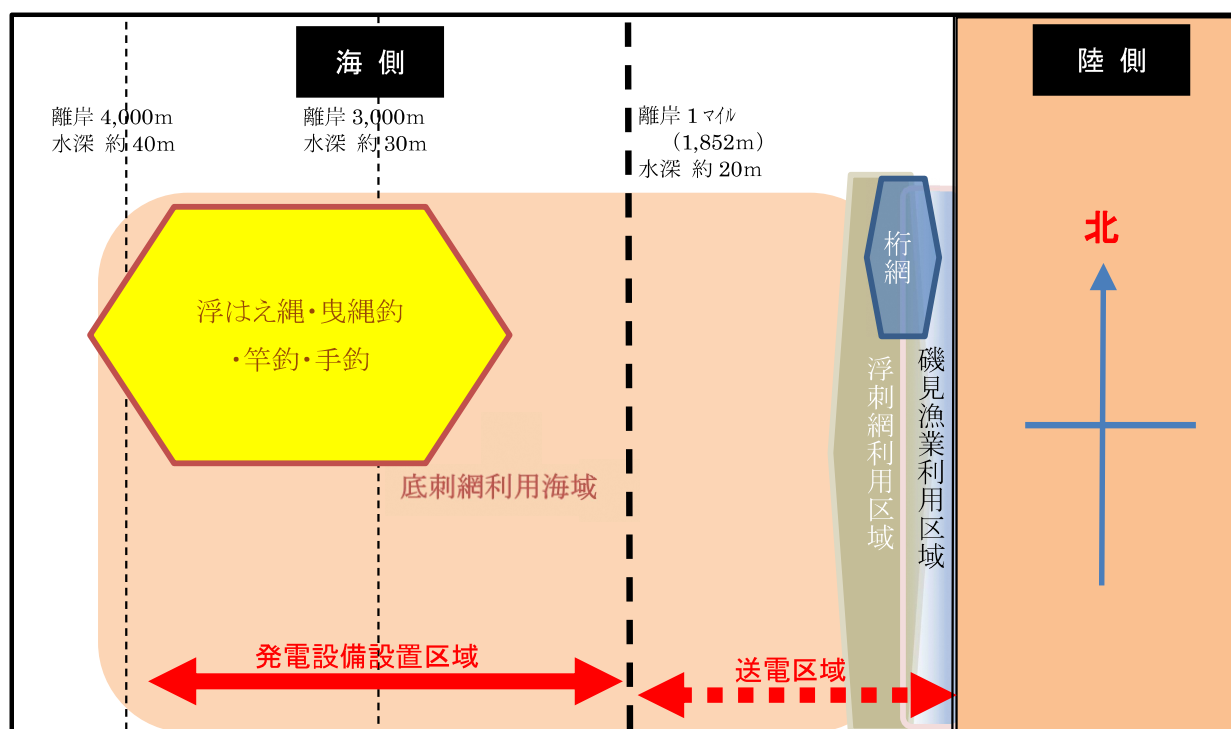 海 側
陸 側
離岸 4,000m
水深 約 40m
離岸 3,000m
水深 約 30m
離岸 1 マイル
(1,852m)
水深 約 20m
北
桁網
浮はえ縄・曳縄釣
・竿釣・手釣
浮刺網利用区域
磯見漁業利用区域
底刺網利用海域
発電設備設置区域
送電区域